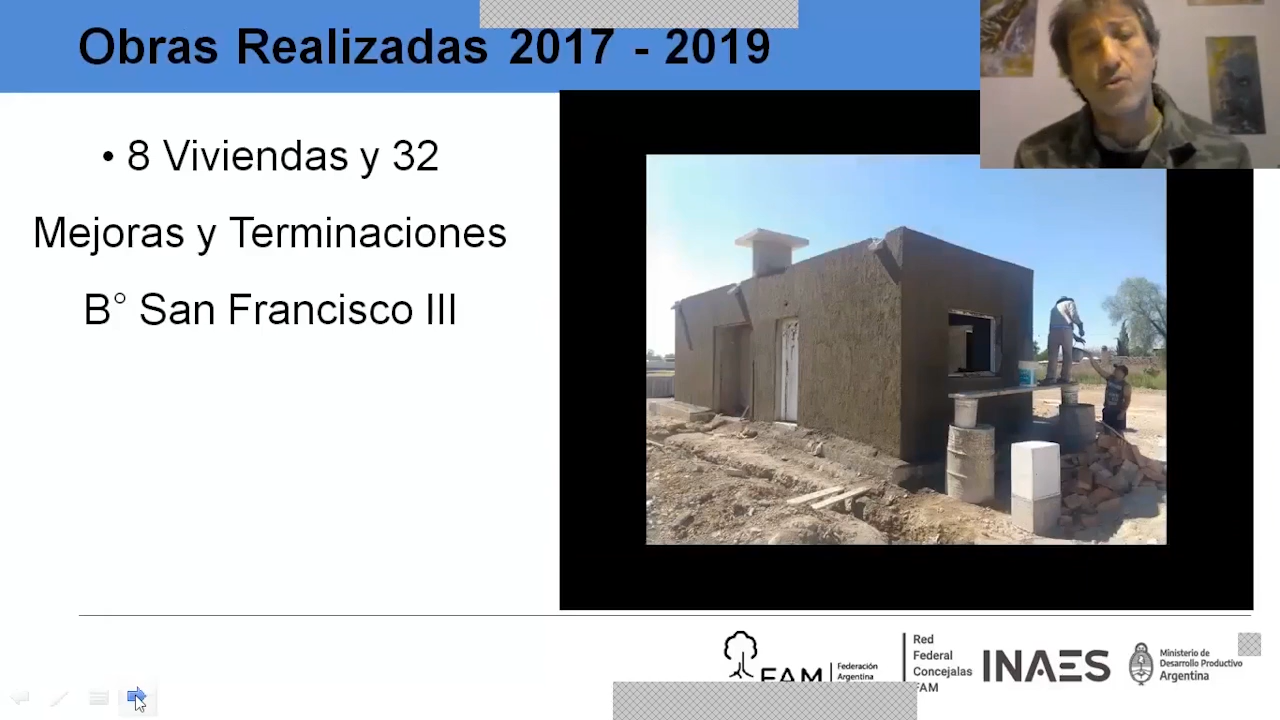 Obras Realizadas 2017 - 2019
• 8 Viviendas y 32
Mejoras y Terminaciones
B° San Francisco III
FAM
Federación
Argentina
Red
Federal
Concejalas
FAM
INAES
Ministerio de
Desarrollo Productivo
Argentina